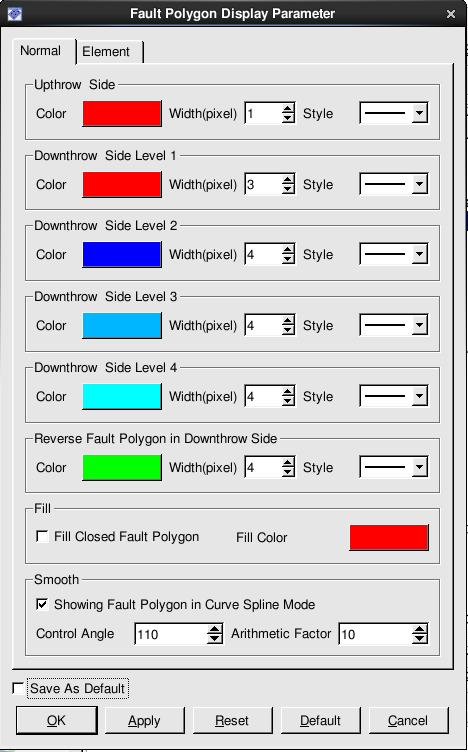 Fault Polygon Display Parameter
Normal Element
Upthrow Side
Color Width(pixel) 1 Style
Downthrow Side Level 1
Color Width(pixel) 3 Style
Downthrow Side Level 2
Color Width(pixel) 4 Style
Downthrow Side Level 3
Color Width(pixel) 4 Style
Downthrow Side Level 4
Color Width(pixel) 4 Style
Reverse Fault Polygon in Downthrow Side
Color Width(pixel) 4 Style
Fill
Fill Closed Fault Polygon Fill Color
Smooth
Showing Fault Polygon in Curve Spline Mode
Control Angle 110 Arithmetic Factor 10
Save As Default
OK Apply Reset Default Cancel